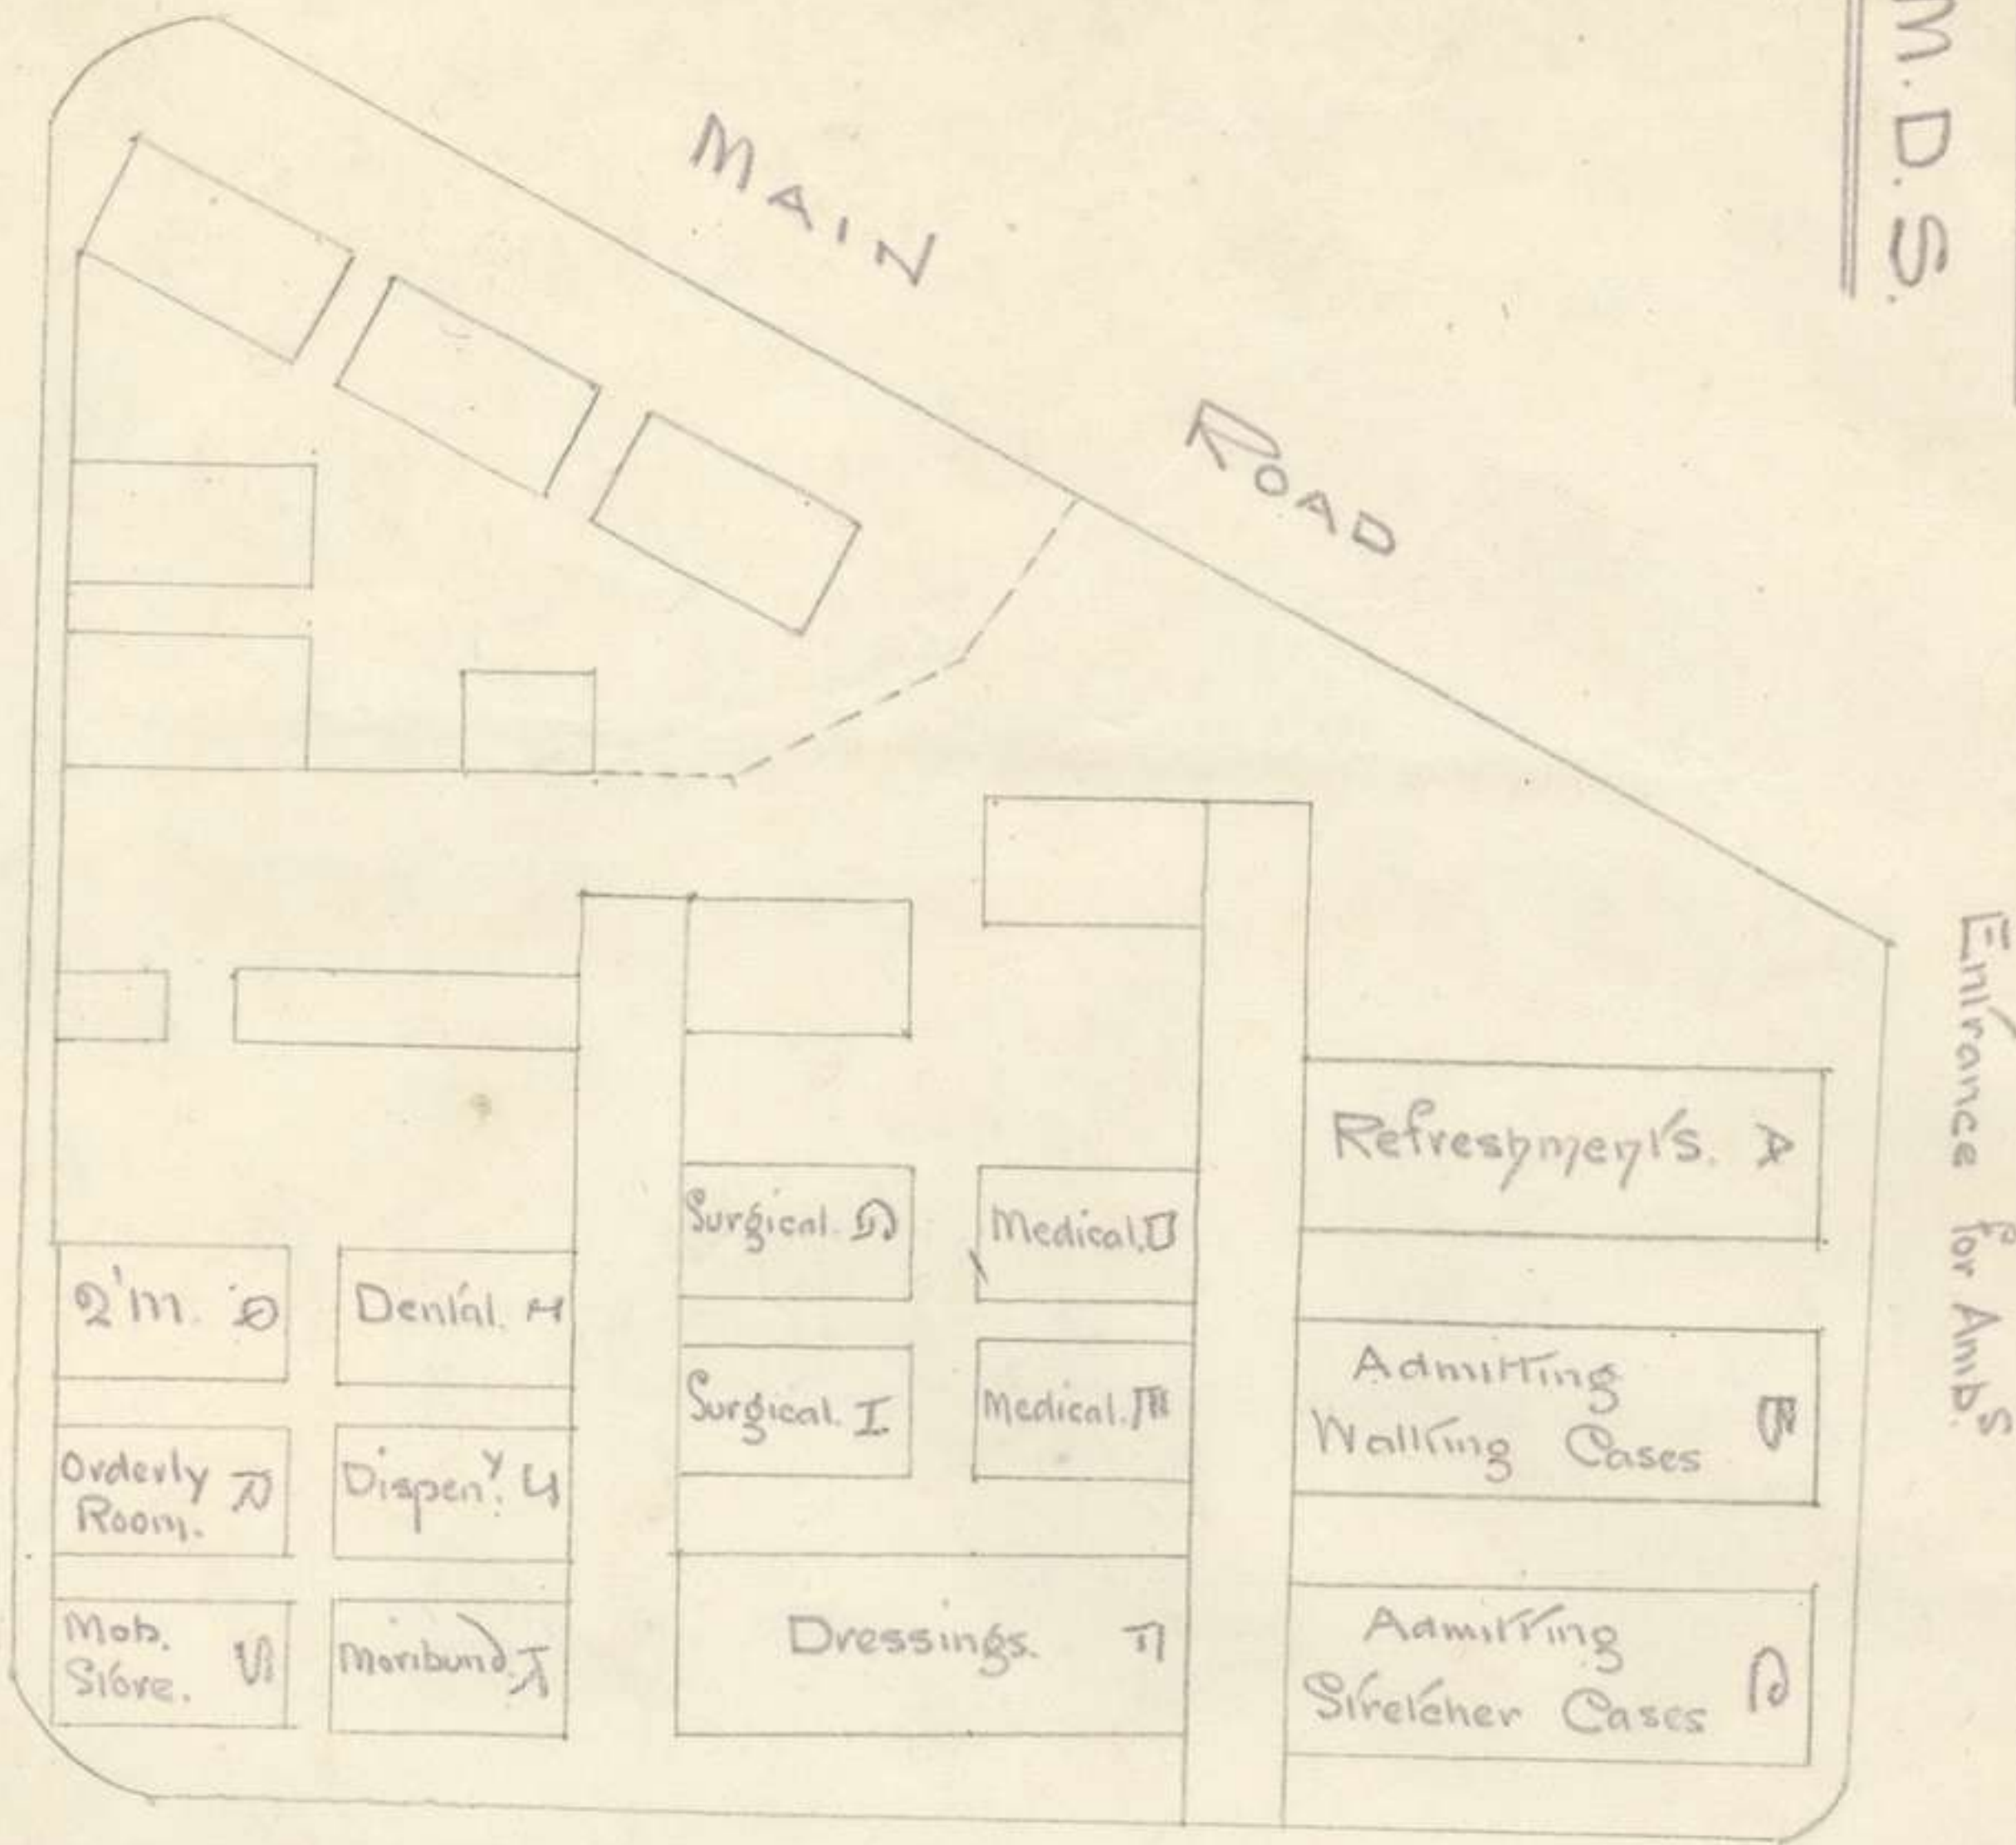 M.D.S.
MAIN
ROAD
Entrance for Ambs.
Refreshments.
Surgical.
Medical.
Q'm.
Dental.
Admitting
Walking Cases
Surgical.
Medical.
Orderly
Room.
Dispeny.
Admitting
Stretcher Cases
Dressings.
Mob.
Store.
Moribund.